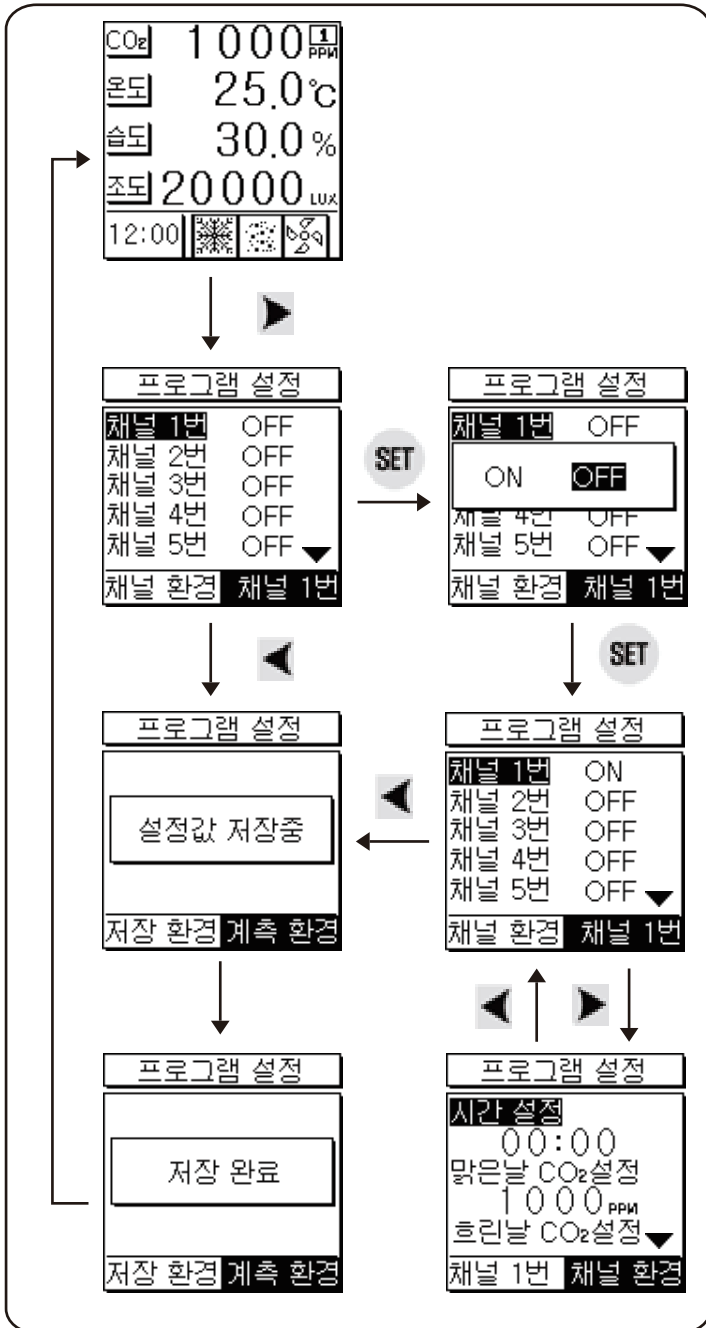 CO₂ 1000 1 PPM
온도 25.0℃
습도 30.0%
조도 20000 LUX
12:00
프로그램 설정
채널 1번 OFF
채널 2번 OFF
채널 3번 OFF
채널 4번 OFF
채널 5번 OFF
채널 환경 채널 1번
SET
프로그램 설정
채널 1번 OFF
ON OFF
채널 4번 OFF
채널 5번 OFF
채널 환경 채널 1번
SET
프로그램 설정
설정값 저장중
저장 환경 계측 환경
프로그램 설정
채널 1번 ON
채널 2번 OFF
채널 3번 OFF
채널 4번 OFF
채널 5번 OFF
채널 환경 채널 1번
프로그램 설정
저장 완료
저장 환경 계측 환경
프로그램 설정
시간 설정
00:00
맑은날 CO₂설정
1000 PPM
흐린날 CO₂설정
채널 1번 채널 환경